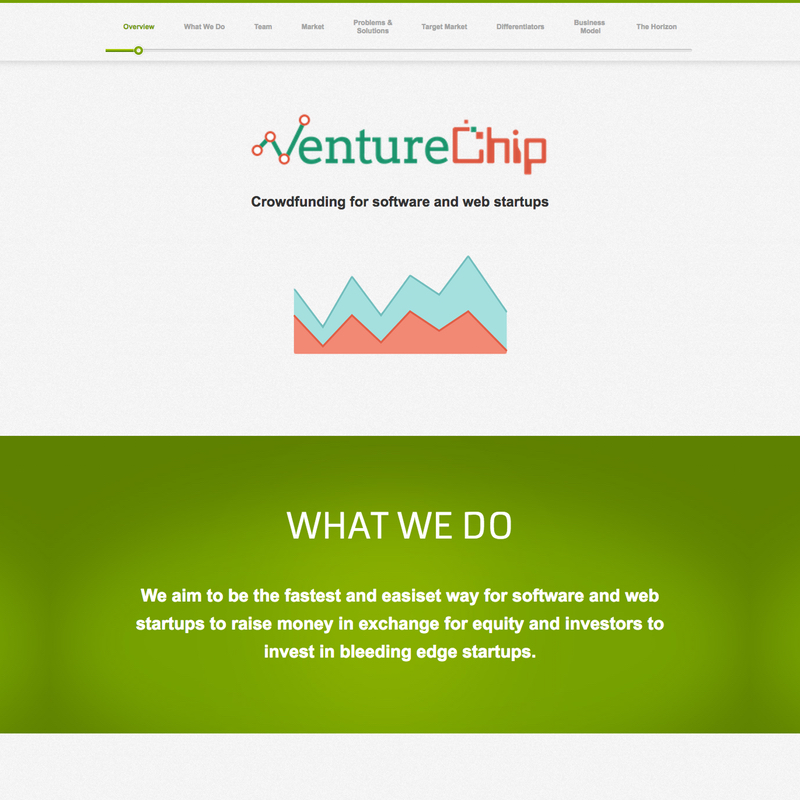 Overview
What We Do
Team
Market
Problems &
Solutions
Target Market
Differentiators
Business
Model
The Horizon
VentureChip
Crowdfunding for software and web startups
WHAT WE DO
We aim to be the fastest and easiset way for software and web
startups to raise money in exchange for equity and investors to
invest in bleeding edge startups.